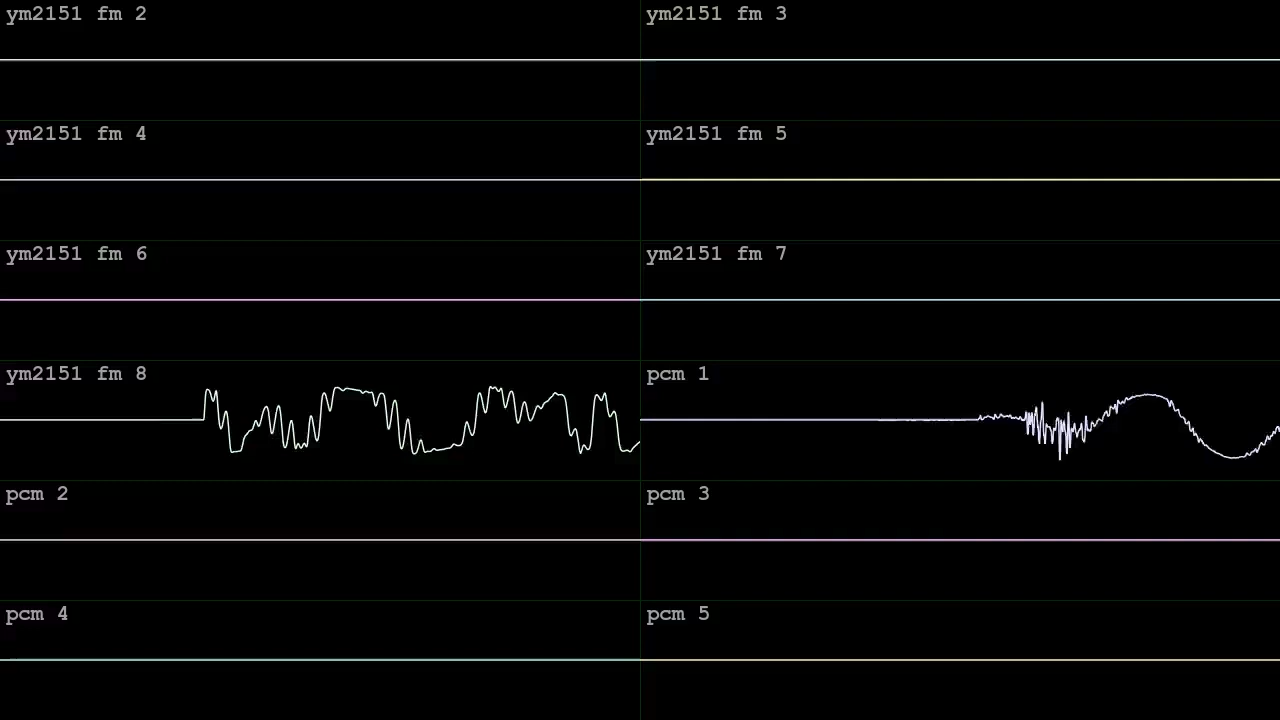 ym2151 fm 2
ym2151 fm 3
ym2151 fm 4
ym2151 fm 5
ym2151 fm 6
ym2151 fm 7
ym2151 fm 8
pcm 1
pcm 2
pcm 3
pcm 4
pcm 5